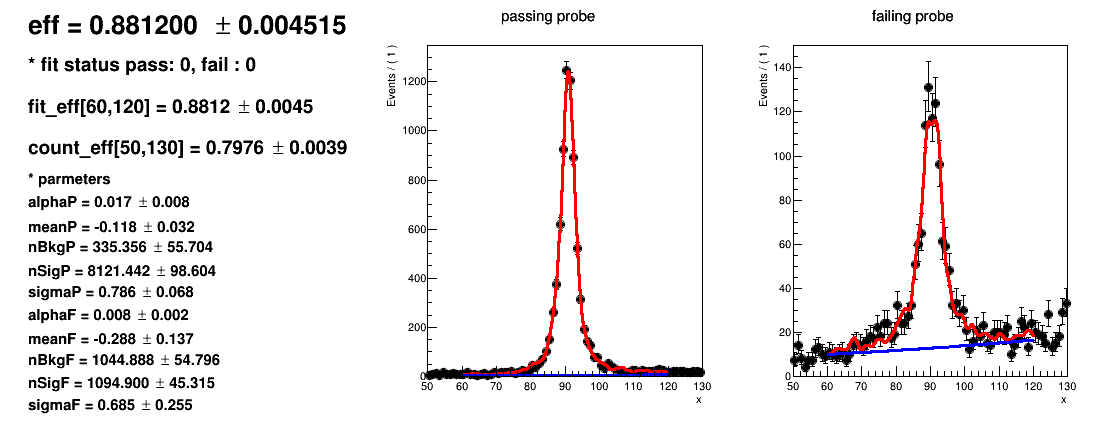 eff = 0.881200 ± 0.004515
* fit status pass: 0, fail : 0
fit_eff[60,120] = 0.8812 ± 0.0045
count_eff[50,130] = 0.7976 ± 0.0039
* parmeters
alphaP = 0.017 ± 0.008
meanP = -0.118 ± 0.032
nBkgP = 335.356 ± 55.704
nSigP = 8121.442 ± 98.604
sigmaP = 0.786 ± 0.068
alphaF = 0.008 ± 0.002
meanF = -0.288 ± 0.137
nBkgF = 1044.888 ± 54.796
nSigF = 1094.900 ± 45.315
sigmaF = 0.685 ± 0.255
passing probe
Events / ( 1 )
1200
1000
800
600
400
200
0
50 60 70 80 90 100 110 120 130
x
failing probe
Events / ( 1 )
140
120
100
80
60
40
20
0
50 60 70 80 90 100 110 120 130
x